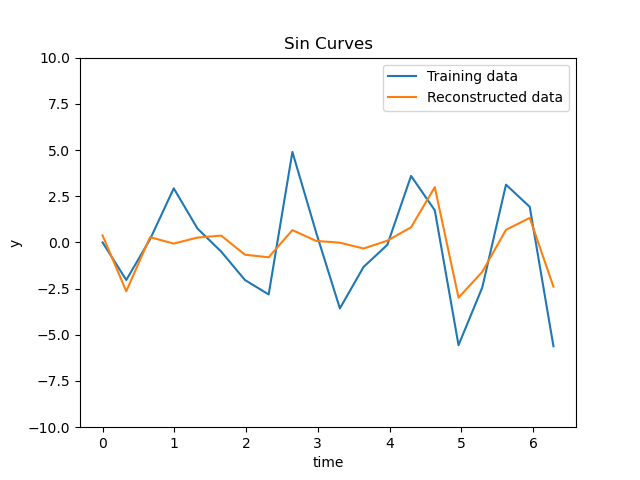 Sin Curves
Training data
Reconstructed data
10.0
7.5
5.0
2.5
0.0
−2.5
−5.0
−7.5
−10.0
y
0 1 2 3 4 5 6
time